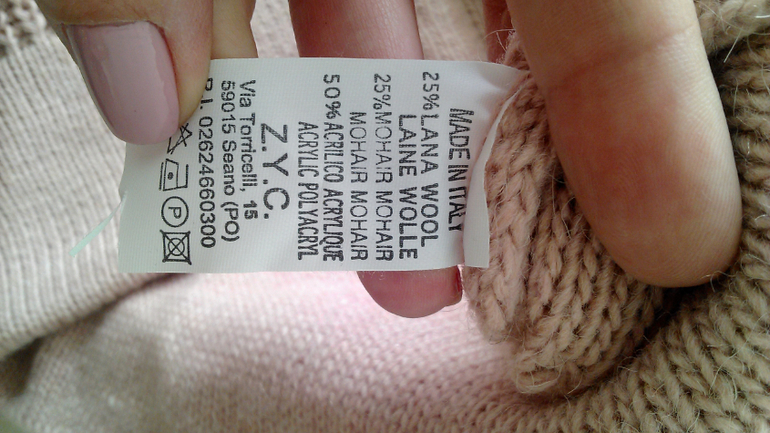 MADE IN ITALY
25% LANA WOOL
LAINE WOLLE
25% MOHAIR MOHAIR
MOHAIR MOHAIR
50% ACRILICO ACRYLIQUE
ACRYLIC POLYACRYL
Z.Y.C.
Via Torricelli, 15
59015 Seano (PO)
P.I. 02624660300
P